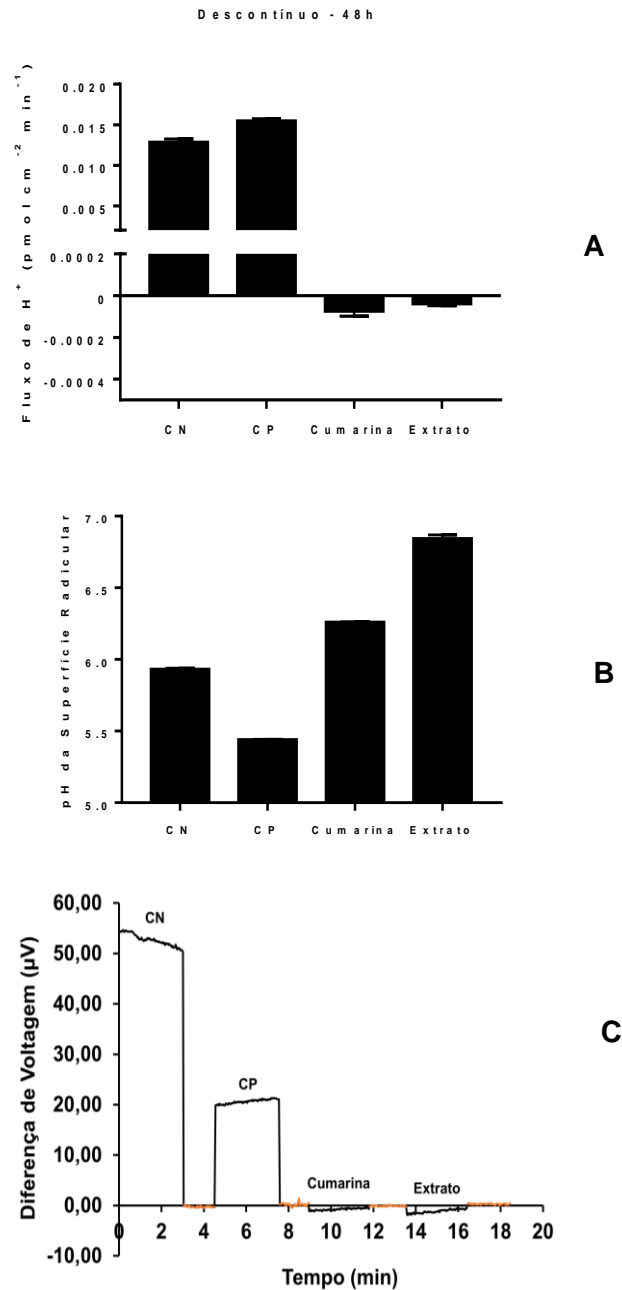 Descontínuo - 48h
Fluxo de H+ (pmol cm-2 min-1)
0.020
0.015
0.010
0.005
0.0002
0
-0.0002
-0.0004
CN CP Cumarina Extrato
A
pH da Superfície Radicular
7.0
6.5
6.0
5.5
5.0
CN CP Cumarina Extrato
B
Diferença de Voltagem (µV)
60,00
50,00
40,00
30,00
20,00
10,00
0,00
-10,00
CN
CP
Cumarina
Extrato
0 2 4 6 8 10 12 14 16 18 20
Tempo (min)
C